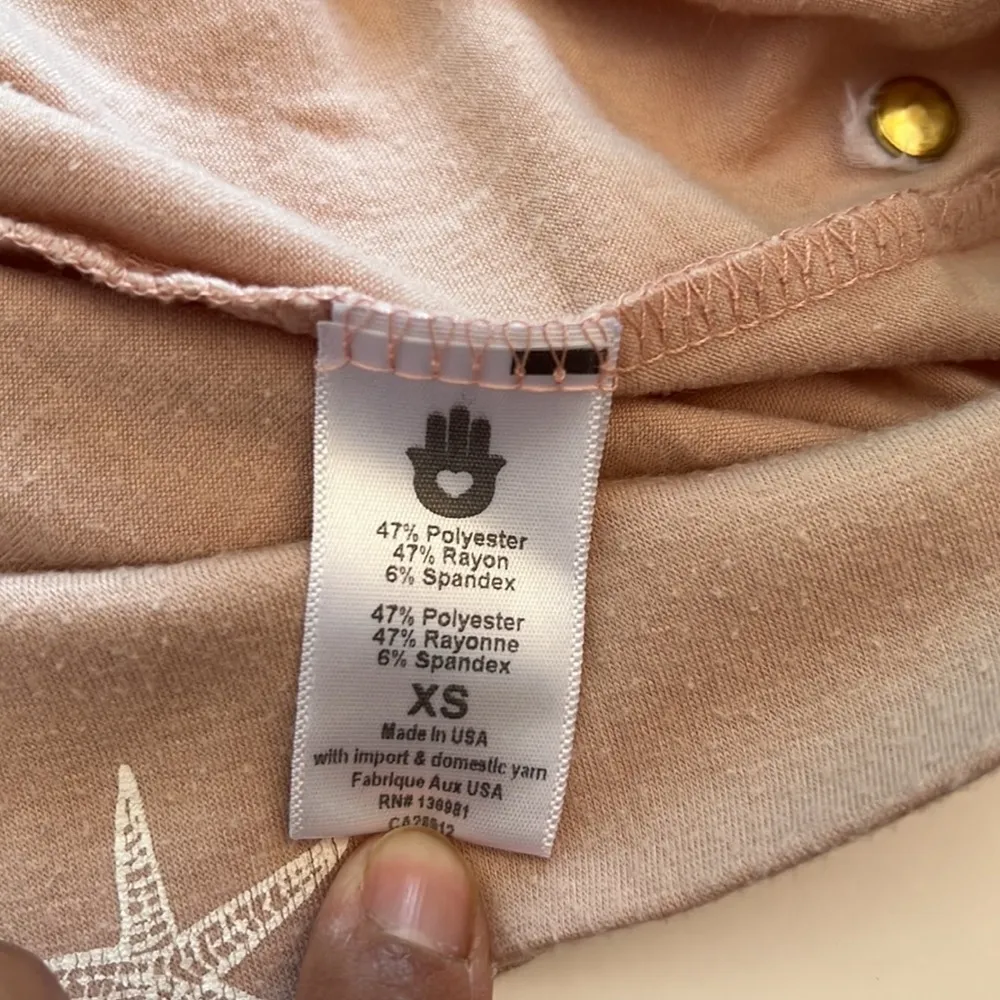 47% Polyester
47% Rayon
6% Spandex
47% Polyester
47% Rayonne
6% Spandex
XS
Made In USA
with import & domestic yarn
Fabrique Aux USA
RN# 136981